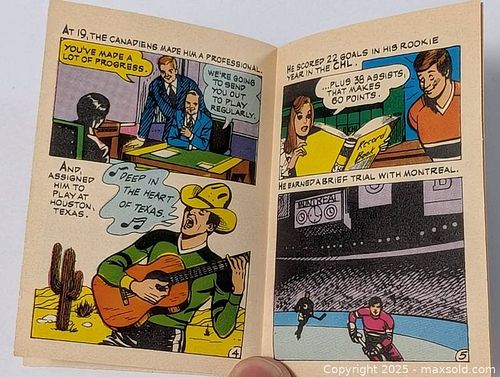 AT 19, THE CANADIENS MADE HIM A PROFESSIONAL.
YOU'VE MADE A
LOT OF PROGRESS.
WE'RE GOING
TO SEND
YOU OUT
TO PLAY
REGULARLY.
AND,
ASSIGNED
HIM TO
PLAY AT
HOUSTON,
TEXAS.
DEEP IN
THE HEART
OF TEXAS.
4
HE SCORED 22 GOALS IN HIS ROOKIE
YEAR IN THE CHL.
...PLUS 38 ASSISTS,
THAT MAKES
60 POINTS.
Record
Book
HE EARNED A BRIEF TRIAL WITH MONTREAL.
MONTREAL
5
Copyright © 2025 - maxsold.com